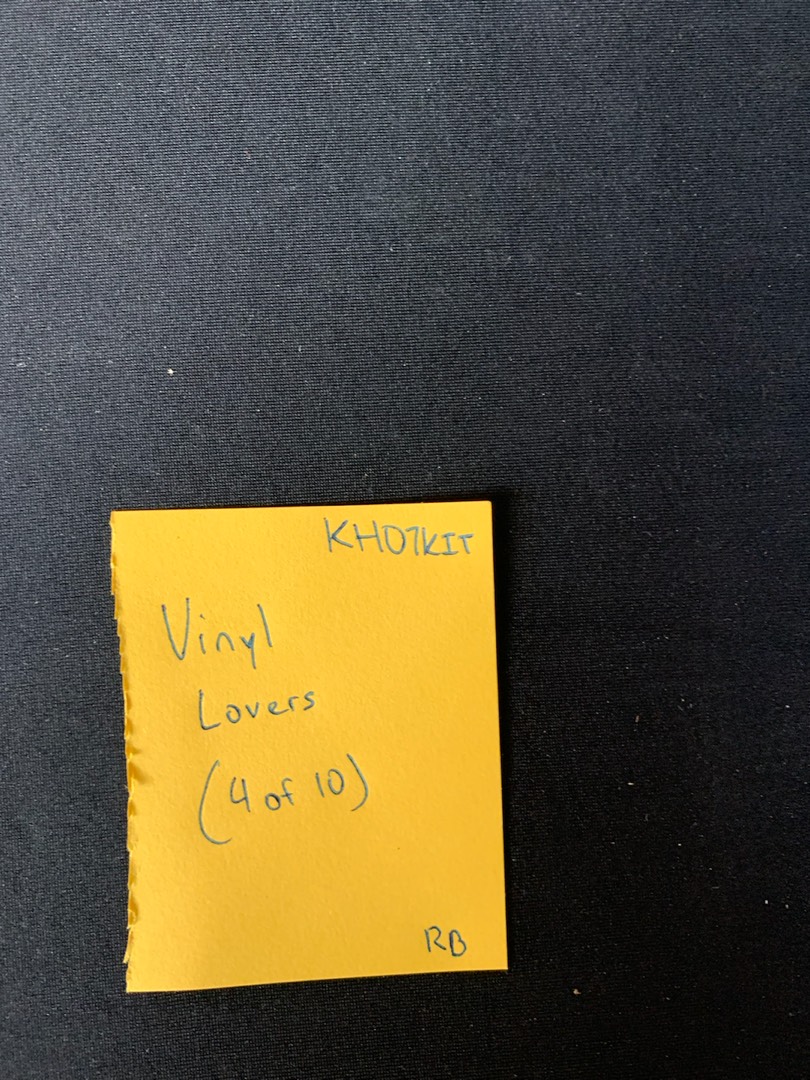 KH07KIT
Vinyl
Lovers
(4 of 10)
RB